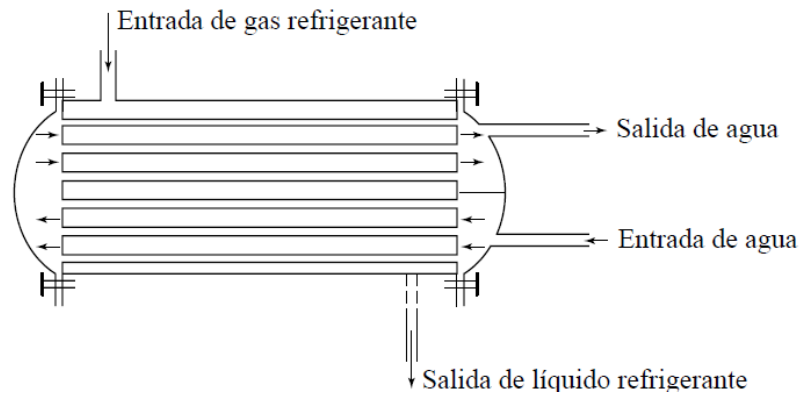 Entrada de gas refrigerante
Salida de agua
Entrada de agua
Salida de líquido refrigerante